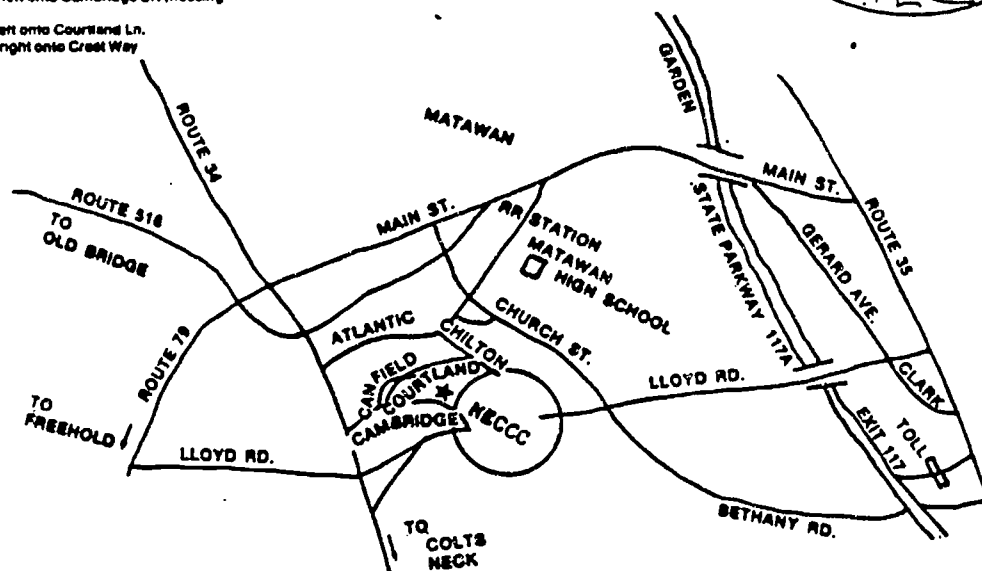 left onto Courtland Ln.
right onto Crest Way
GARDEN
ROUTE 34
MATAWAN
MAIN ST.
ROUTE 516
TO
OLD BRIDGE
MAIN ST.
RR STATION
MATAWAN
HIGH SCHOOL
STATE PARKWAY 117A
GERARD AVE.
ROUTE 35
ATLANTIC
CHILTON
CHURCH ST.
ROUTE 79
CANFIELD
COURTLAND
LLOYD RD.
CLARK
TO
FREEHOLD
CAMBRIDGE
NECCC
LLOYD RD.
EXIT 117
TOLL
BETHANY RD.
TO
COLTS
NECK